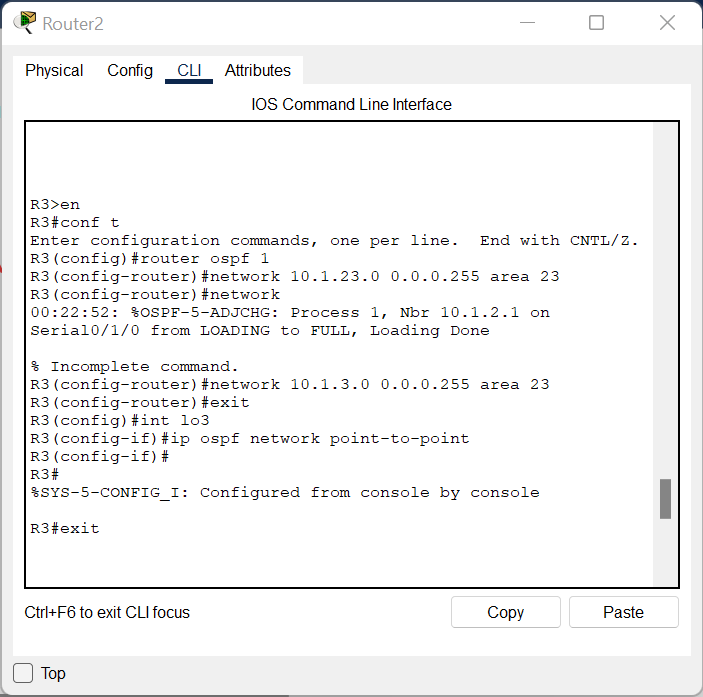 Router2
Physical Config CLI Attributes
IOS Command Line Interface
R3>en
R3#conf t
Enter configuration commands, one per line.  End with CNTL/Z.
R3(config)#router ospf 1
R3(config-router)#network 10.1.23.0 0.0.0.255 area 23
R3(config-router)#network
00:22:52: %OSPF-5-ADJCHG: Process 1, Nbr 10.1.2.1 on
Serial0/1/0 from LOADING to FULL, Loading Done
% Incomplete command.
R3(config-router)#network 10.1.3.0 0.0.0.255 area 23
R3(config-router)#exit
R3(config)#int lo3
R3(config-if)#ip ospf network point-to-point
R3(config-if)#
R3#
%SYS-5-CONFIG_I: Configured from console by console
R3#exit
Ctrl+F6 to exit CLI focus
Copy Paste
Top